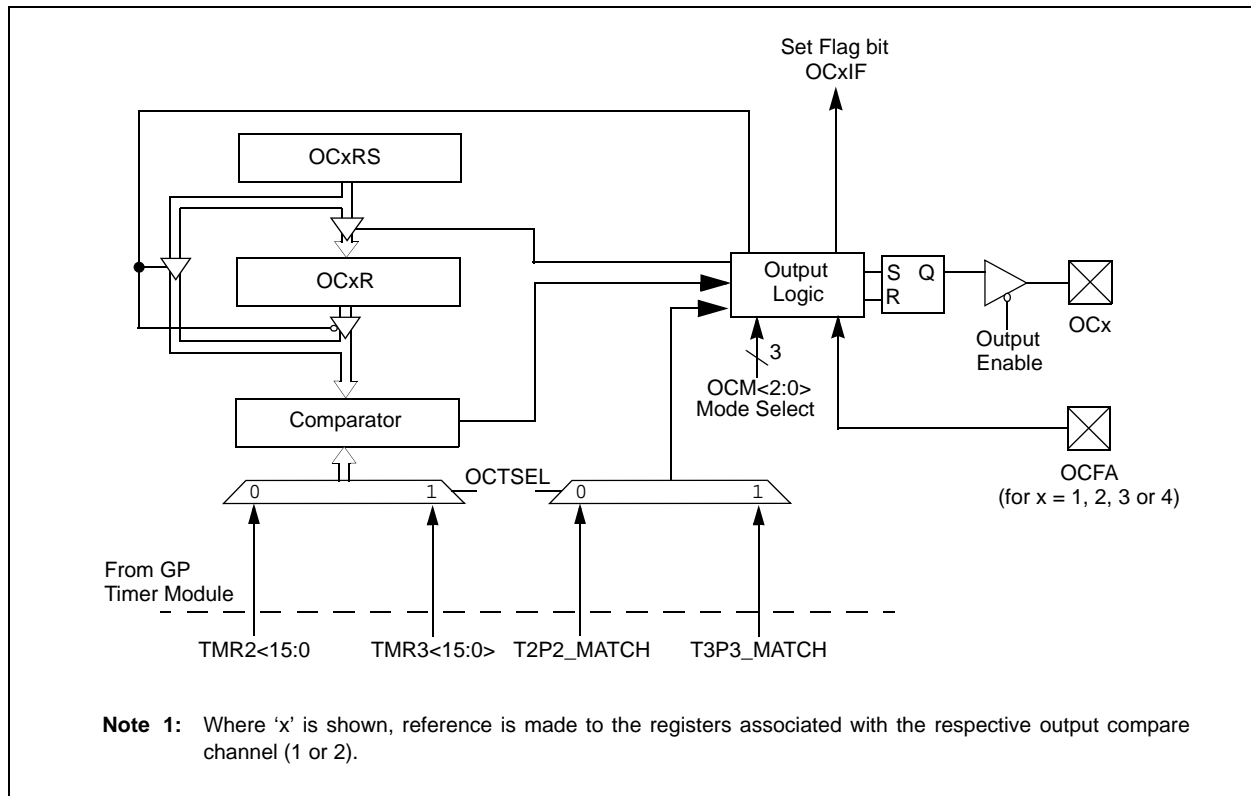 Set Flag bit
OCxIF
OCxRS
OCxR
Output
Logic
S Q
R
OCx
Output
Enable
3
OCM<2:0>
Mode Select
Comparator
OCTSEL
0 1
0 1
OCFA
(for x = 1, 2, 3 or 4)
From GP
Timer Module
TMR2<15:0 TMR3<15:0> T2P2_MATCH T3P3_MATCH
Note 1: Where ‘x’ is shown, reference is made to the registers associated with the respective output compare
channel (1 or 2).